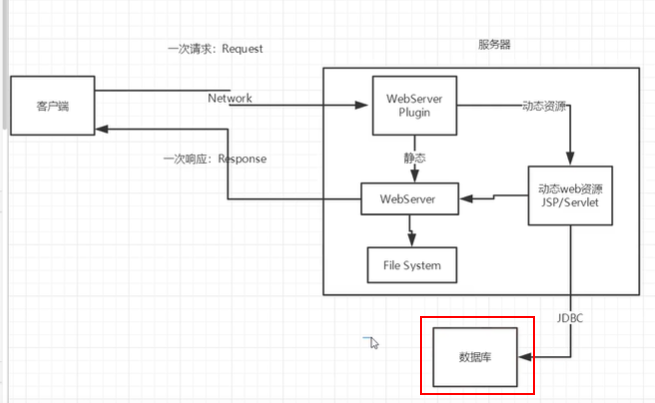 一次请求：Request
服务器
客户端
Network
WebServer
Plugin
动态资源
一次响应：Response
静态
WebServer
动态web资源
JSP/Servlet
File System
JDBC
数据库